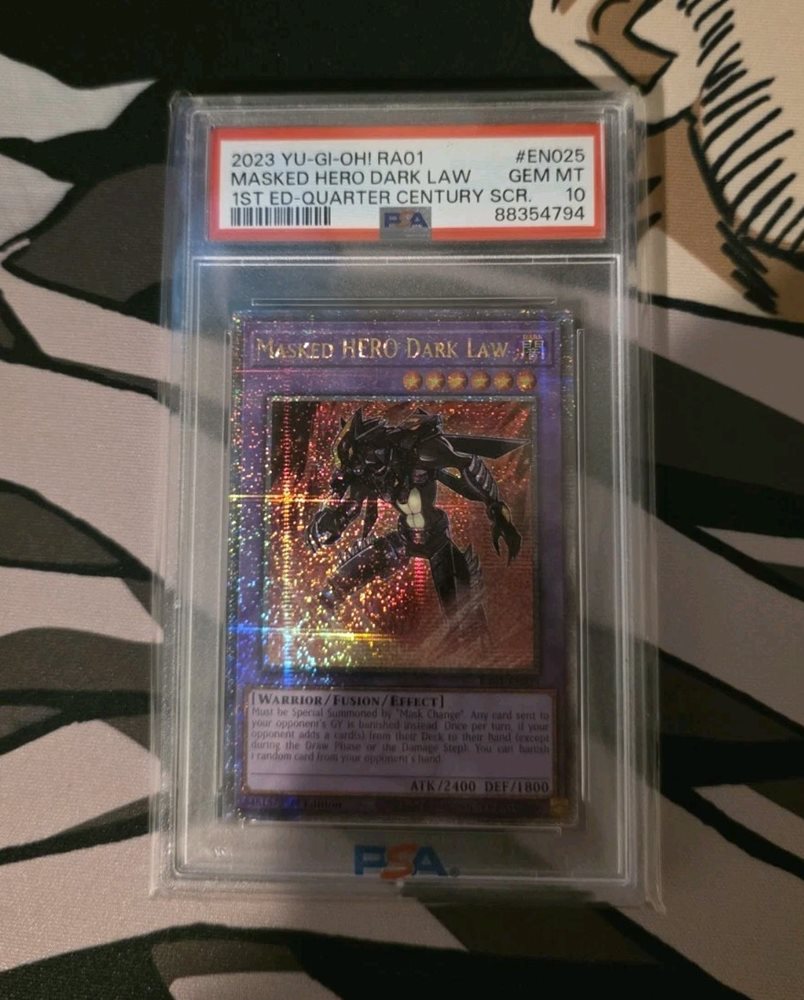 2023 YU-GI-OH! RA01 #EN025
MASKED HERO DARK LAW GEM MT
1ST ED-QUARTER CENTURY SCR. 10
PSA 88354794
MASKED HERO DARK LAW
DARK
闇
[WARRIOR/FUSION/EFFECT]
Must be Special Summoned by "Mask Change". Any card sent to
your opponent's GY is banished instead. Once per turn, if your
opponent adds a card(s) from their Deck to their hand (except
during the Draw Phase or the Damage Step): You can banish
1 random card from your opponent's hand.
ATK/2400 DEF/1800
Edition
PSA®